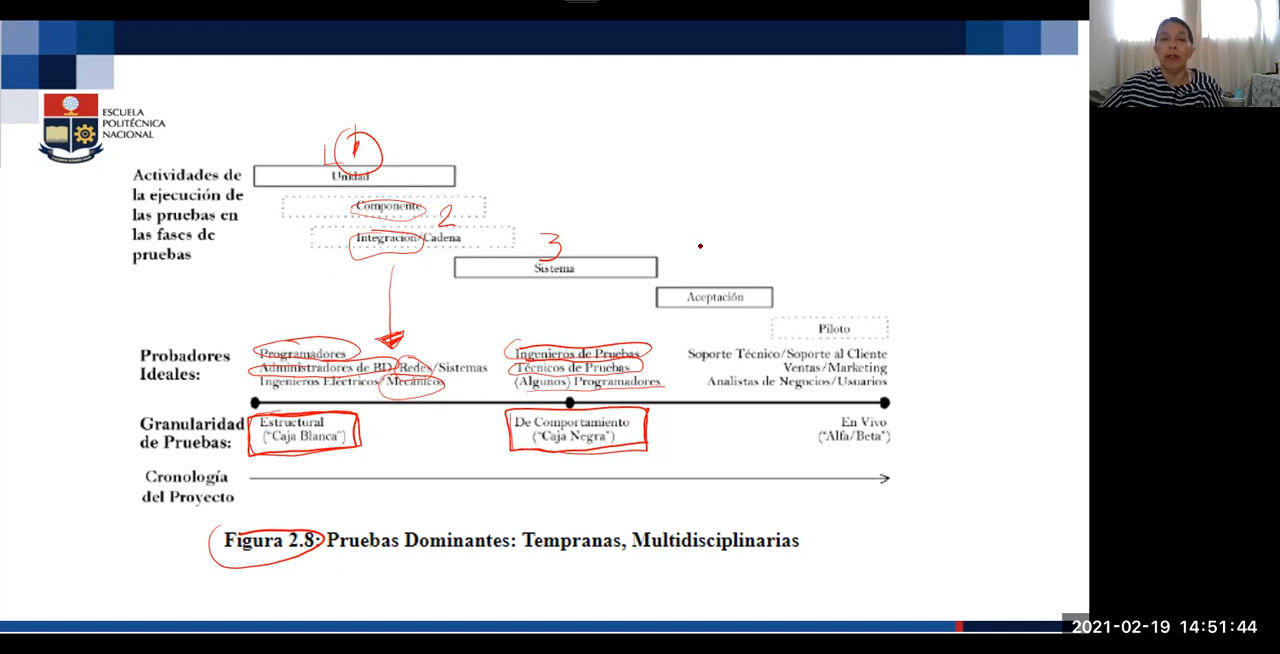 ESCUELA
POLITÉCNICA
NACIONAL
1
Actividades de
la ejecución de
las pruebas en
las fases de
pruebas
Unidad
Componente
2
Integración/Cadena
3
Sistema
Aceptación
Piloto
Probadores
Ideales:
Programadores
Administradores de BD/Redes/Sistemas
Ingenieros Eléctricos/Mecánicos
Ingenieros de Pruebas
Técnicos de Pruebas
(Algunos) Programadores
Soporte Técnico/Soporte al Cliente
Ventas/Marketing
Analistas de Negocios/Usuarios
Granularidad
de Pruebas:
Estructural
("Caja Blanca")
De Comportamiento
("Caja Negra")
En Vivo
("Alfa/Beta")
Cronología
del Proyecto
Figura 2.8: Pruebas Dominantes: Tempranas, Multidisciplinarias
2021-02-19 14:51:44